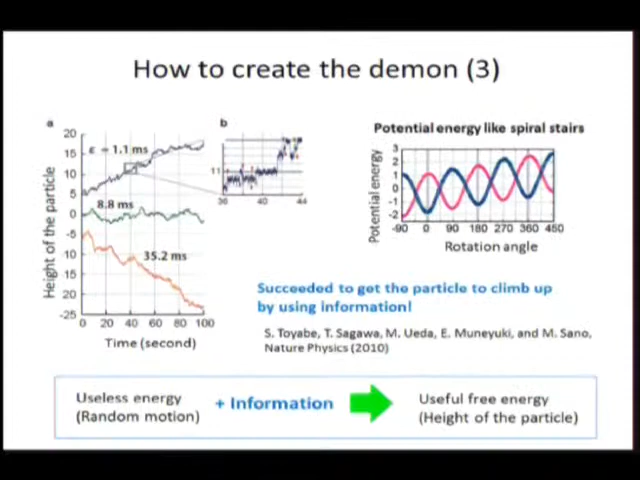 How to create the demon (3)
a
20
15
10
5
0
-5
10
15
20
-25
ε = 1.1 ms
8.8 ms
35.2 ms
0 20 40 60 80 100
Height of the particle
Time (second)
b
11
36 40 44
Potential energy like spiral stairs
3
2
1
0
-1
-2
-90 0 90 180 270 360 450
Potential energy
Rotation angle
Succeeded to get the particle to climb up
by using information!
S. Toyabe, T. Sagawa, M. Ueda, E. Muneyuki, and M. Sano,
Nature Physics (2010)
Useless energy
(Random motion)
+ Information
Useful free energy
(Height of the particle)